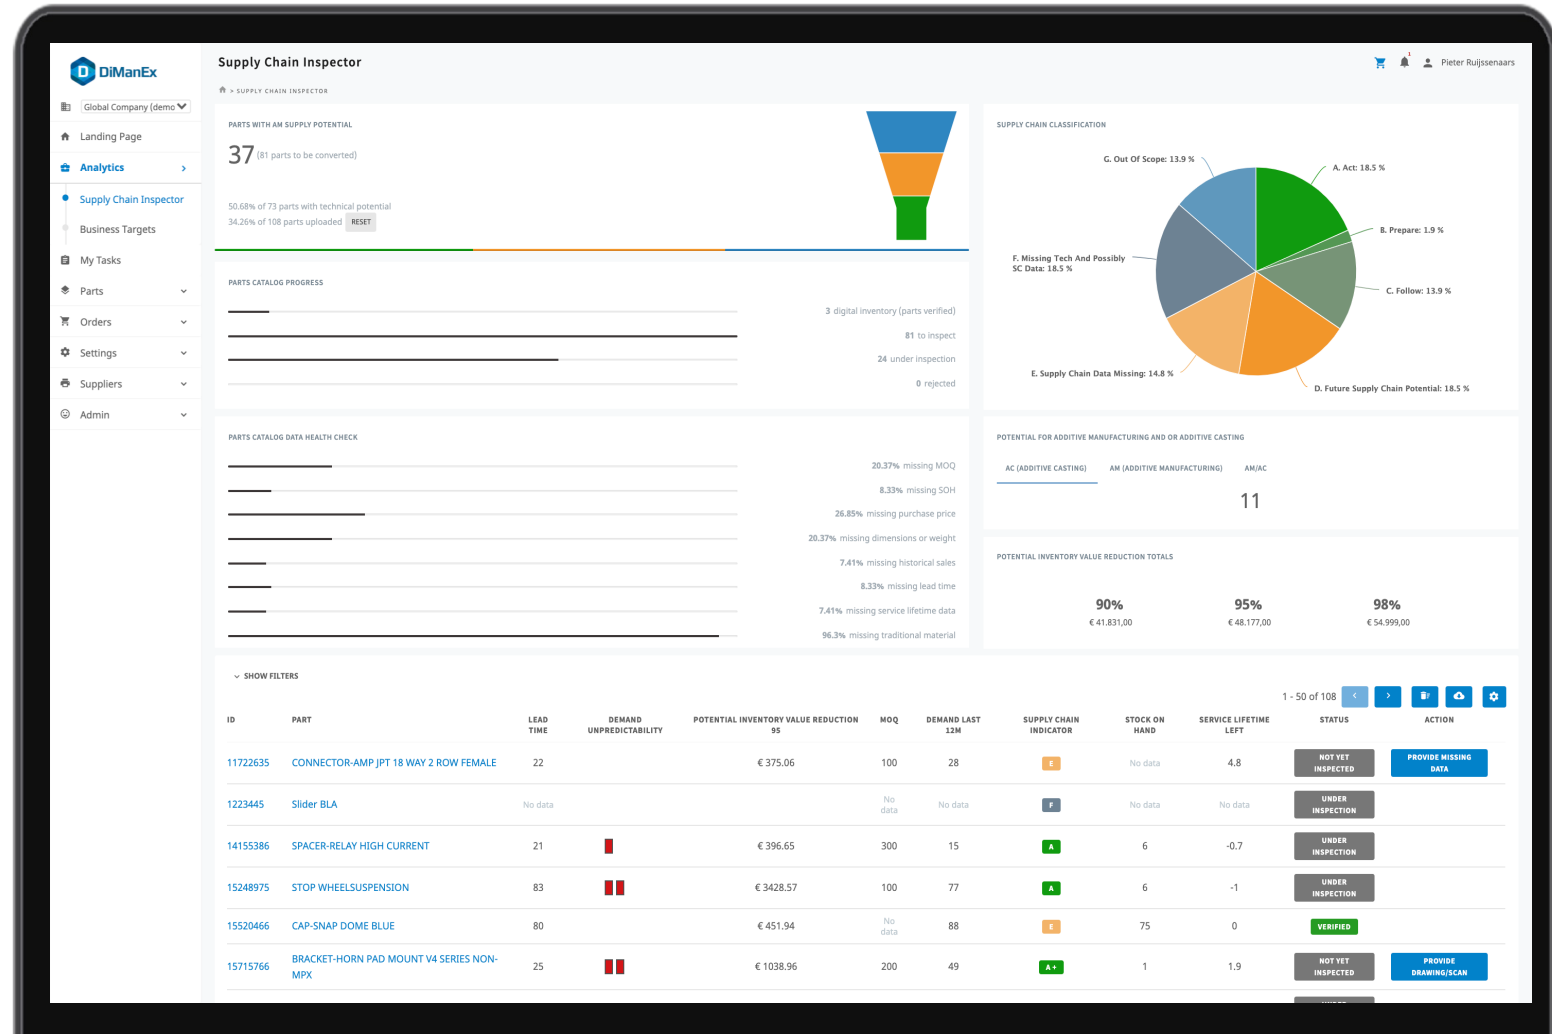 DiManEx
Supply Chain Inspector
1
Pieter Ruijssenaars
Global Company (demo
> SUPPLY CHAIN INSPECTOR
Landing Page
Analytics
Supply Chain Inspector
Business Targets
My Tasks
Parts
Orders
Settings
Suppliers
Admin
PARTS WITH AM SUPPLY POTENTIAL
37 (81 parts to be converted)
50.68% of 73 parts with technical potential
34.26% of 108 parts uploaded RESET
SUPPLY CHAIN CLASSIFICATION
G. Out Of Scope: 13.9 %
A. Act: 18.5 %
B. Prepare: 1.9 %
F. Missing Tech And Possibly
SC Data: 18.5 %
C. Follow: 13.9 %
E. Supply Chain Data Missing: 14.8 %
D. Future Supply Chain Potential: 18.5 %
PARTS CATALOG PROGRESS
3 digital inventory (parts verified)
81 to inspect
24 under inspection
0 rejected
PARTS CATALOG DATA HEALTH CHECK
20.37% missing MOQ
8.33% missing SOH
26.85% missing purchase price
20.37% missing dimensions or weight
7.41% missing historical sales
8.33% missing lead time
7.41% missing service lifetime data
96.3% missing traditional material
POTENTIAL FOR ADDITIVE MANUFACTURING AND OR ADDITIVE CASTING
AC (ADDITIVE CASTING) AM (ADDITIVE MANUFACTURING) AM/AC
11
POTENTIAL INVENTORY VALUE REDUCTION TOTALS
90% 95% 98%
€ 41.831,00 € 48.177,00 € 54.999,00
SHOW FILTERS
1 - 50 of 108
ID PART LEAD TIME DEMAND UNPREDICTABILITY POTENTIAL INVENTORY VALUE REDUCTION 95 MOQ DEMAND LAST 12M SUPPLY CHAIN INDICATOR STOCK ON HAND SERVICE LIFETIME LEFT STATUS ACTION
11722635 CONNECTOR-AMP JPT 18 WAY 2 ROW FEMALE 22 € 375.06 100 28 E No data 4.8 NOT YET INSPECTED PROVIDE MISSING DATA
1223445 Slider BLA No data No data No data F No data No data UNDER INSPECTION
14155386 SPACER-RELAY HIGH CURRENT 21 € 396.65 300 15 A 6 -0.7 UNDER INSPECTION
15248975 STOP WHEELSUSPENSION 83 € 3428.57 100 77 A 6 -1 UNDER INSPECTION
15520466 CAP-SNAP DOME BLUE 80 € 451.94 No data 88 E 75 0 VERIFIED
15715766 BRACKET-HORN PAD MOUNT V4 SERIES NON-MPX 25 € 1038.96 200 49 A+ 1 1.9 NOT YET INSPECTED PROVIDE DRAWING/SCAN